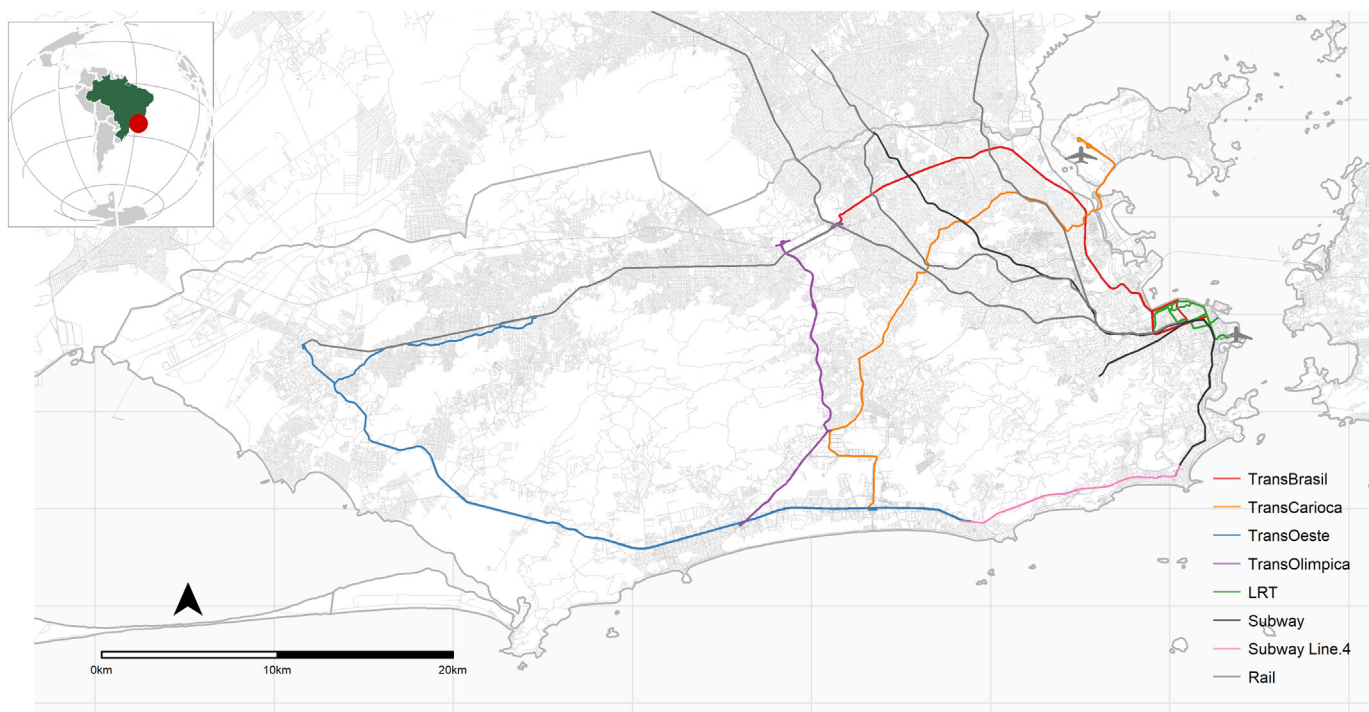 TransBrasil
TransCarioca
TransOeste
TransOlimpica
LRT
Subway
Subway Line.4
Rail
0km 10km 20km